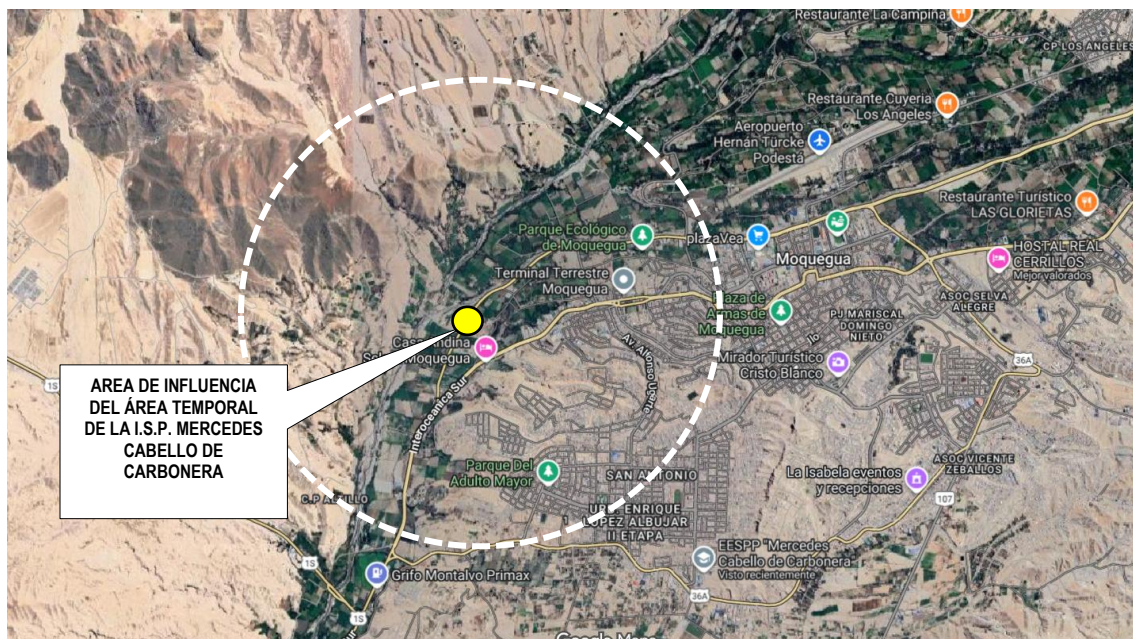 Restaurante La Campiña
CP LOS ANGELES
Restaurante Cuyeria
Los Angeles
Aeropuerto
Hernán Turcke
Podestá
Restaurante Turístico
LAS GLORIETAS
Parque Ecológico
de Moquegua
plazaVea
Moquegua
HOSTAL REAL
CERRILLOS
Mejor valorados
Terminal Terrestre
Moquegua
ASOC SELVA
ALEGRE
Plaza de
Armas de
Moquegua
PJ MARISCAL
DOMINGO
NIETO
Ilo
Casa Andina
Moquegua
Av. Alfonso Ugarte
Mirador Turístico
Cristo Blanco
36A
1S
AREA DE INFLUENCIA
DEL ÁREA TEMPORAL
DE LA I.S.P. MERCEDES
CABELLO DE
CARBONERA
Interoceanica Sur
Parque Del
Adulto Mayor
SAN ANTONIO
La Isabela eventos
y recepciones
ASOC VICENTE
ZEBALLOS
107
URB. ENRIQUE
LOPEZ ALBUJAR
II ETAPA
1S
EESPP "Mercedes
Cabello de Carbonera
Visto recientemente
Grifo Montalvo Primax
36A
1S
Google Maps